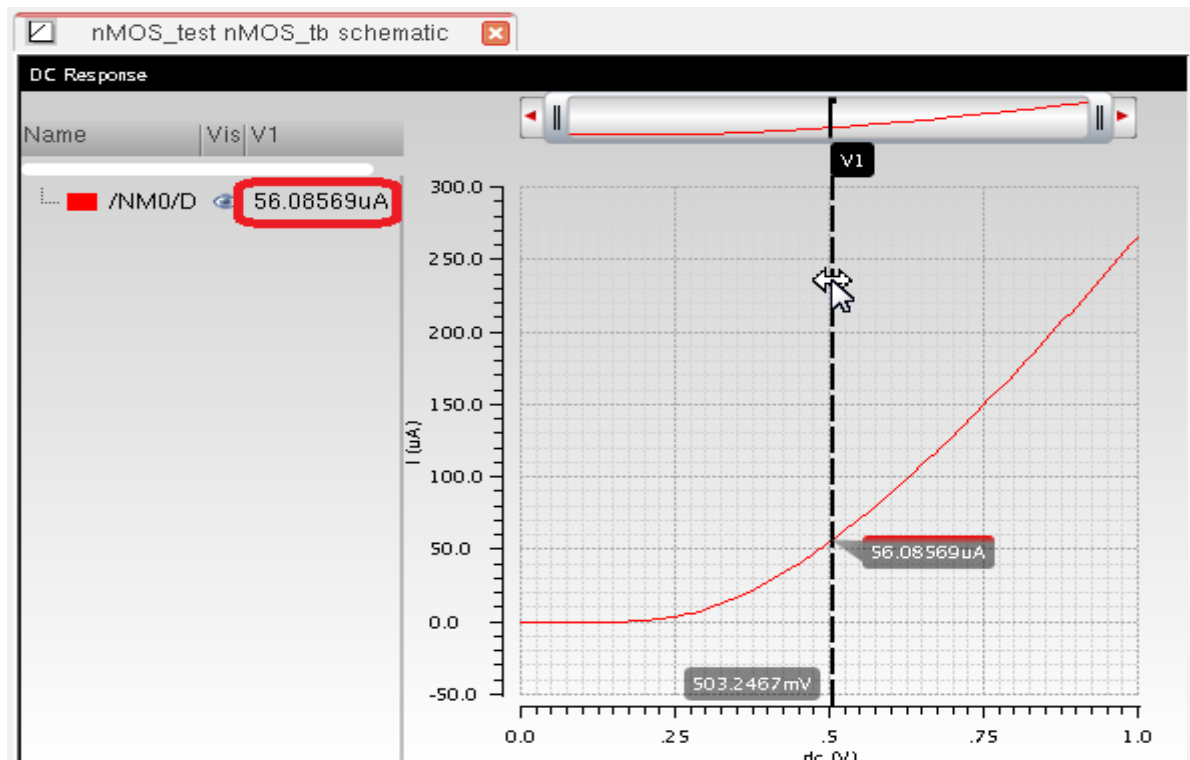 nMOS_test nMOS_tb schematic
DC Response
Name Vis V1
V1
/NM0/D 56.08569uA
300.0
250.0
200.0
150.0
I (uA)
100.0
50.0
56.08569uA
0.0
503.2467mV
-50.0
0.0 .25 .5 .75 1.0
dc (V)